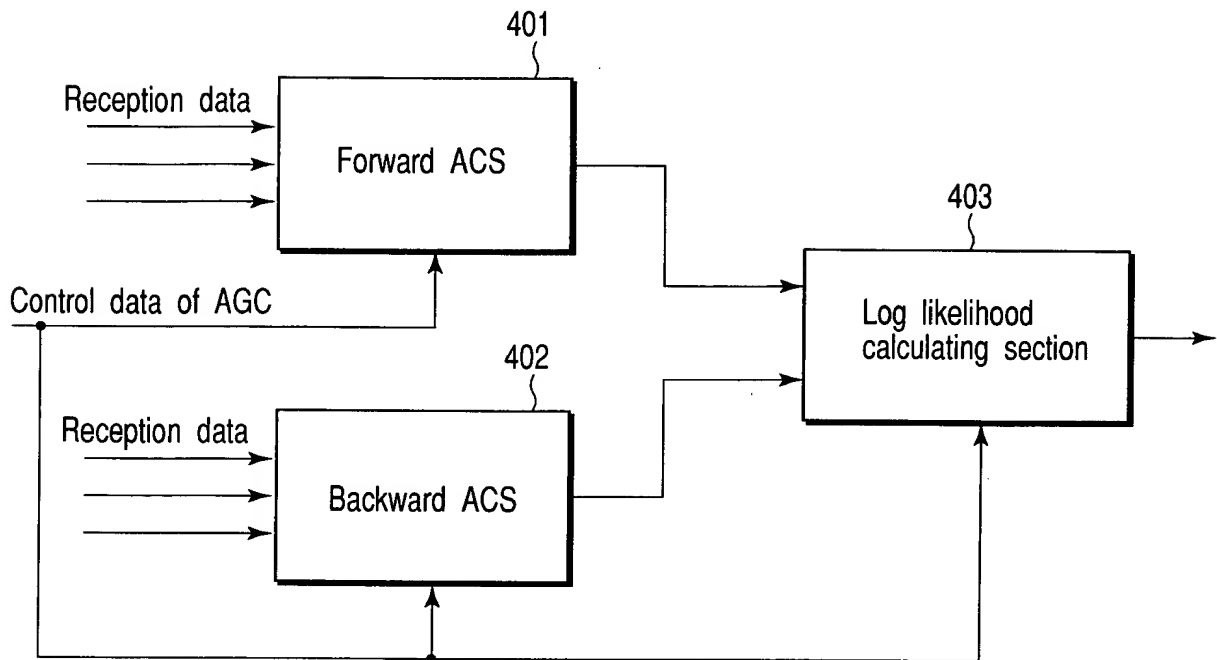 401
Reception data
Forward ACS
403
Control data of AGC
Log likelihood
calculating section
402
Reception data
Backward ACS